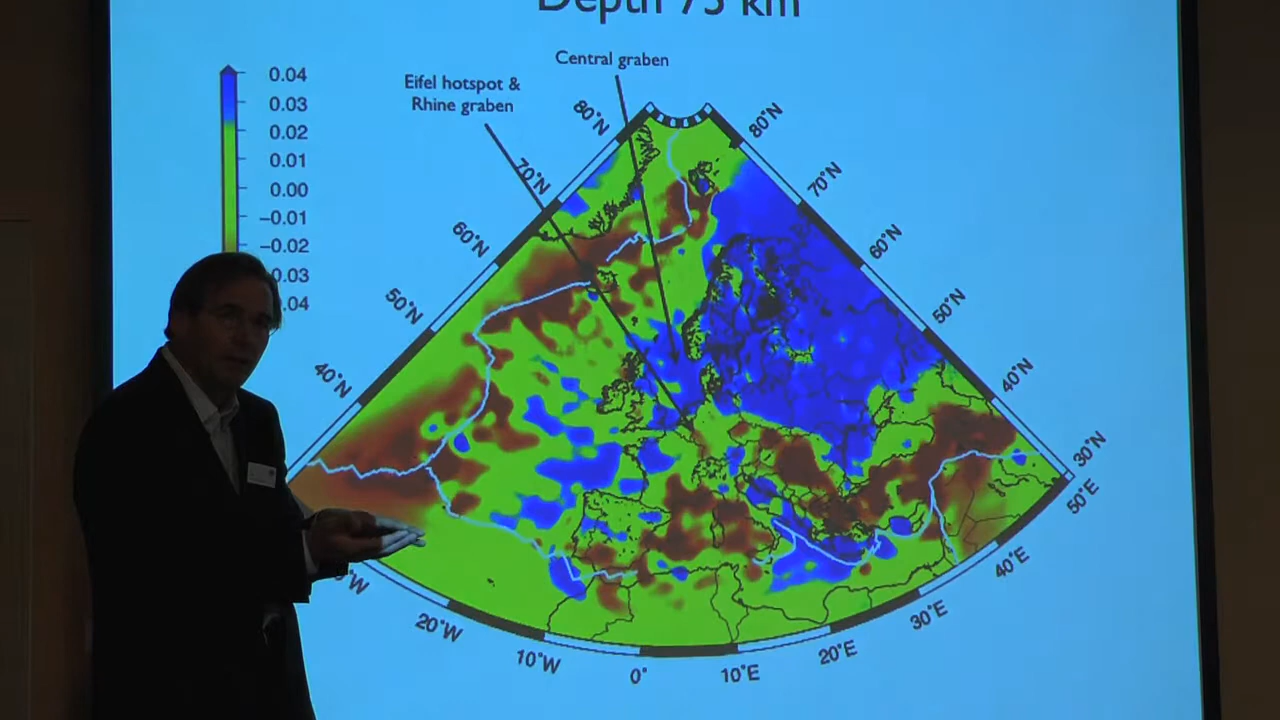 Depth 75 km
Central graben
Eifel hotspot &
Rhine graben
0.04
0.03
0.02
0.01
0.00
−0.01
−0.02
0.03
.04
80°N
70°N
60°N
50°N
40°N
80°N
70°N
60°N
50°N
40°N
30°N
50°E
40°E
30°E
20°E
10°E
0°
10°W
20°W
°W